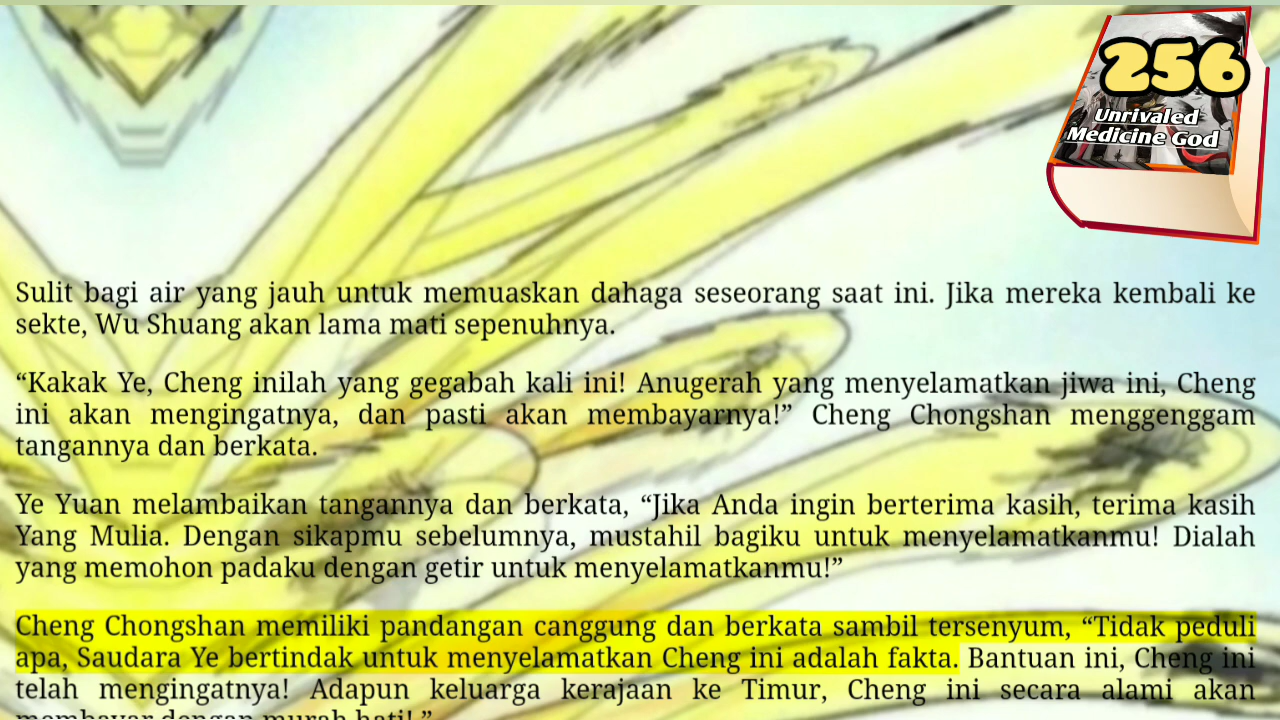 256
Unrivaled
Medicine God
Sulit bagi air yang jauh untuk memuaskan dahaga seseorang saat ini. Jika mereka kembali ke
sekte, Wu Shuang akan lama mati sepenuhnya.
“Kakak Ye, Cheng inilah yang gegabah kali ini! Anugerah yang menyelamatkan jiwa ini, Cheng
ini akan mengingatnya, dan pasti akan membayarnya!” Cheng Chongshan menggenggam
tangannya dan berkata.
Ye Yuan melambaikan tangannya dan berkata, “Jika Anda ingin berterima kasih, terima kasih
Yang Mulia. Dengan sikapmu sebelumnya, mustahil bagiku untuk menyelamatkanmu! Dialah
yang memohon padaku dengan getir untuk menyelamatkanmu!”
Cheng Chongshan memiliki pandangan canggung dan berkata sambil tersenyum, “Tidak peduli
apa, Saudara Ye bertindak untuk menyelamatkan Cheng ini adalah fakta. Bantuan ini, Cheng ini
telah mengingatnya! Adapun keluarga kerajaan ke Timur, Cheng ini secara alami akan
membayar dengan murah hati! ”